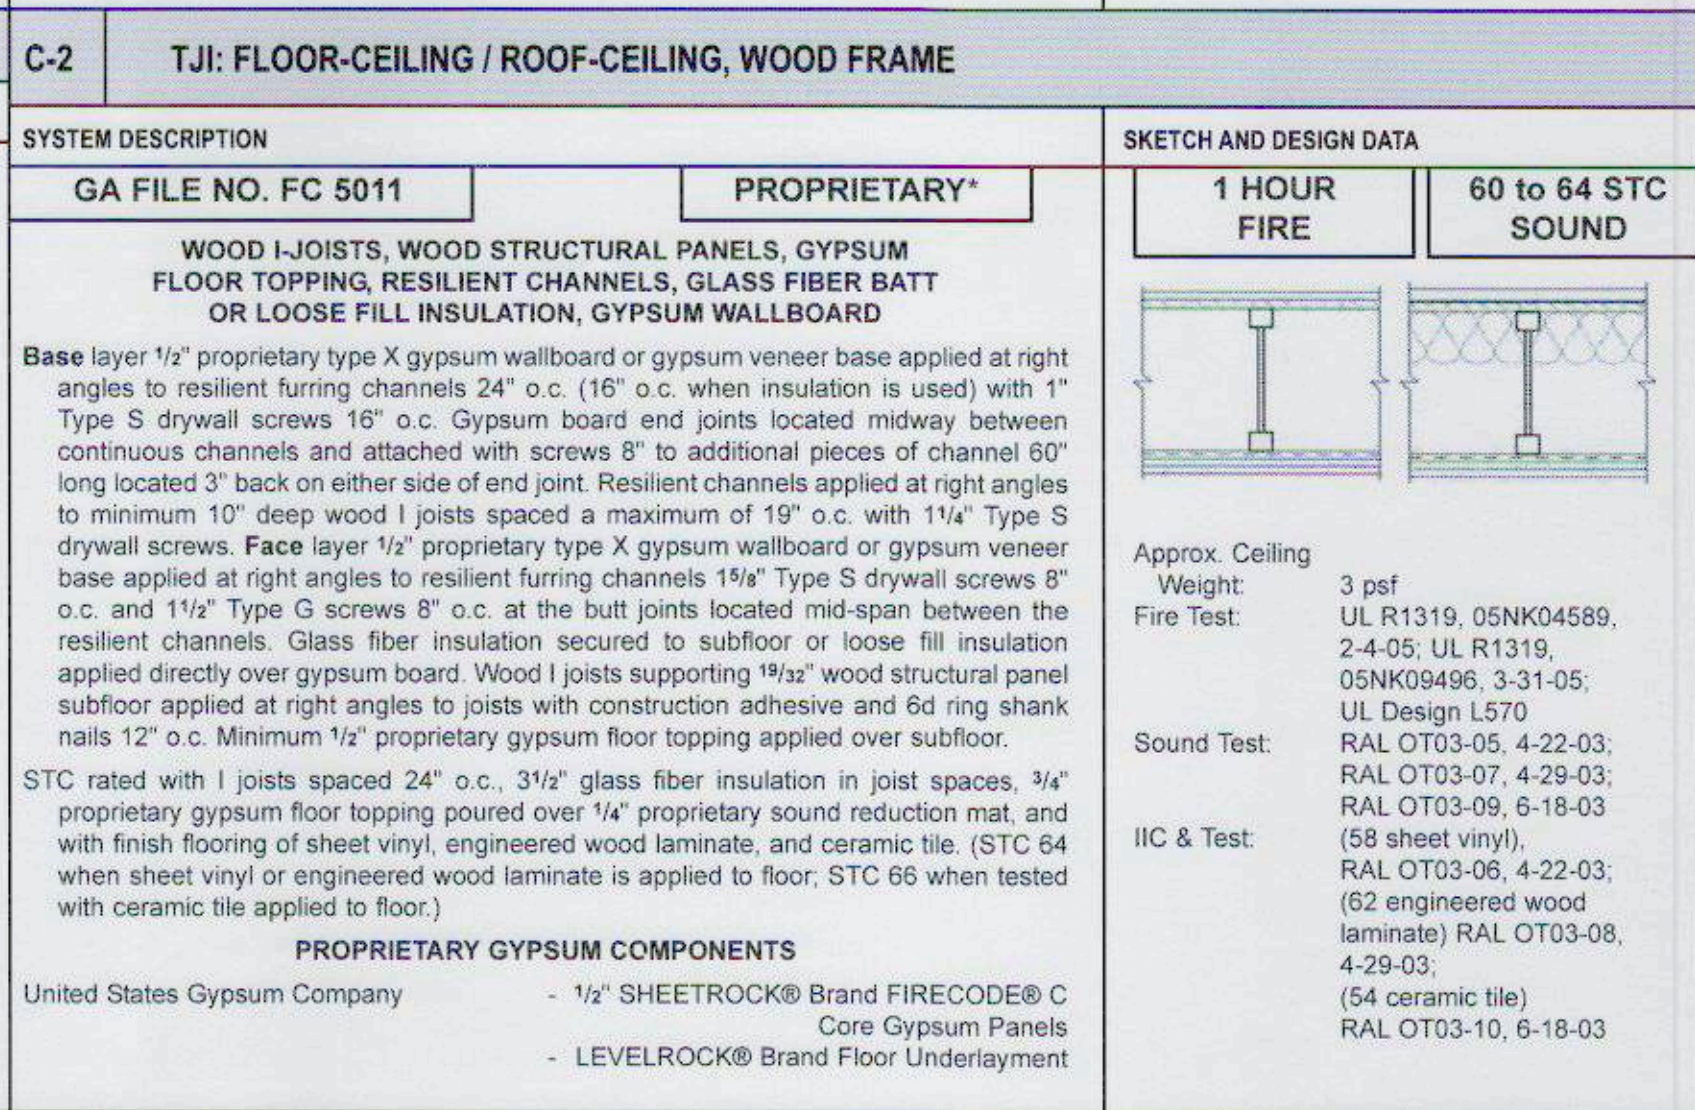 C-2
TJI: FLOOR-CEILING / ROOF-CEILING, WOOD FRAME
SYSTEM DESCRIPTION
GA FILE NO. FC 5011
PROPRIETARY*
WOOD I-JOISTS, WOOD STRUCTURAL PANELS, GYPSUM
FLOOR TOPPING, RESILIENT CHANNELS, GLASS FIBER BATT
OR LOOSE FILL INSULATION, GYPSUM WALLBOARD
Base layer 1/2" proprietary type X gypsum wallboard or gypsum veneer base applied at right
angles to resilient furring channels 24" o.c. (16" o.c. when insulation is used) with 1"
Type S drywall screws 16" o.c. Gypsum board end joints located midway between
continuous channels and attached with screws 8" to additional pieces of channel 60"
long located 3" back on either side of end joint. Resilient channels applied at right angles
to minimum 10" deep wood I joists spaced a maximum of 19" o.c. with 11/4" Type S
drywall screws. Face layer 1/2" proprietary type X gypsum wallboard or gypsum veneer
base applied at right angles to resilient furring channels 15/8" Type S drywall screws 8"
o.c. and 11/2" Type G screws 8" o.c. at the butt joints located mid-span between the
resilient channels. Glass fiber insulation secured to subfloor or loose fill insulation
applied directly over gypsum board. Wood I joists supporting 19/32" wood structural panel
subfloor applied at right angles to joists with construction adhesive and 6d ring shank
nails 12" o.c. Minimum 1/2" proprietary gypsum floor topping applied over subfloor.
STC rated with I joists spaced 24" o.c., 31/2" glass fiber insulation in joist spaces, 3/4"
proprietary gypsum floor topping poured over 1/4" proprietary sound reduction mat, and
with finish flooring of sheet vinyl, engineered wood laminate, and ceramic tile. (STC 64
when sheet vinyl or engineered wood laminate is applied to floor; STC 66 when tested
with ceramic tile applied to floor.)
PROPRIETARY GYPSUM COMPONENTS
United States Gypsum Company - 1/2" SHEETROCK® Brand FIRECODE® C
Core Gypsum Panels
- LEVELROCK® Brand Floor Underlayment
SKETCH AND DESIGN DATA
1 HOUR
FIRE
60 to 64 STC
SOUND
Approx. Ceiling
Weight: 3 psf
Fire Test: UL R1319, 05NK04589,
2-4-05; UL R1319,
05NK09496, 3-31-05;
UL Design L570
Sound Test: RAL OT03-05, 4-22-03;
RAL OT03-07, 4-29-03;
RAL OT03-09, 6-18-03
IIC & Test: (58 sheet vinyl),
RAL OT03-06, 4-22-03;
(62 engineered wood
laminate) RAL OT03-08,
4-29-03;
(54 ceramic tile)
RAL OT03-10, 6-18-03